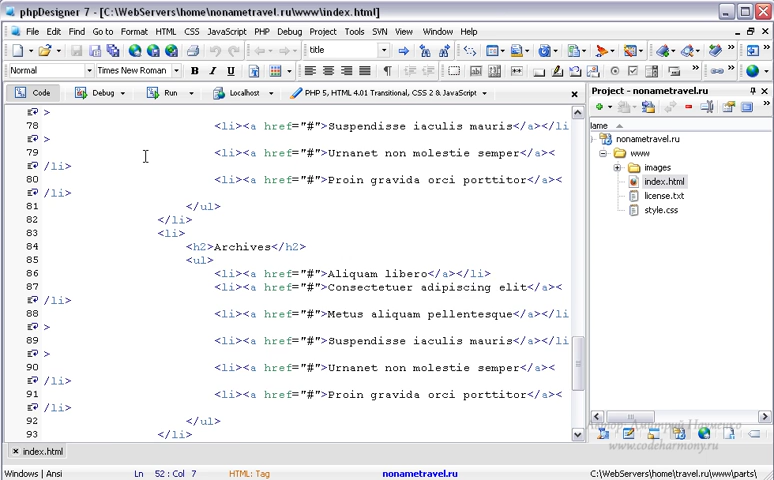 phpDesigner 7 - [C:\WebServers\home\nonametravel.ru\www\index.html]
File Edit Find Go To Format HTML CSS JavaScript PHP Debug Project Tools SVN View Window Help
title
Normal Times New Roman B I U
Code Debug Run Localhost PHP 5, HTML 4.01 Transitional, CSS 2 & JavaScript
>
78 <li><a href="#">Suspendisse iaculis mauris</a></li
>
79 <li><a href="#">Urnanet non molestie semper</a><
/li>
80 <li><a href="#">Proin gravida orci porttitor</a><
/li>
81 </ul>
82 </li>
83 <li>
84 <h2>Archives</h2>
85 <ul>
86 <li><a href="#">Aliquam libero</a></li>
87 <li><a href="#">Consectetuer adipiscing elit</a><
/li>
88 <li><a href="#">Metus aliquam pellentesque</a></li
>
89 <li><a href="#">Suspendisse iaculis mauris</a></li
>
90 <li><a href="#">Urnanet non molestie semper</a><
/li>
91 <li><a href="#">Proin gravida orci porttitor</a><
/li>
92 </ul>
93 </li>
Project - nonametravel.ru
lame
nonametravel.ru
www
images
index.html
license.txt
style.css
Автор: Дмитрий Науменко
www.codeharmony.ru
index.html
Windows | Ansi Ln 52 : Col 7 HTML: Tag nonametravel.ru C:\WebServers\home\travel.ru\www\parts\